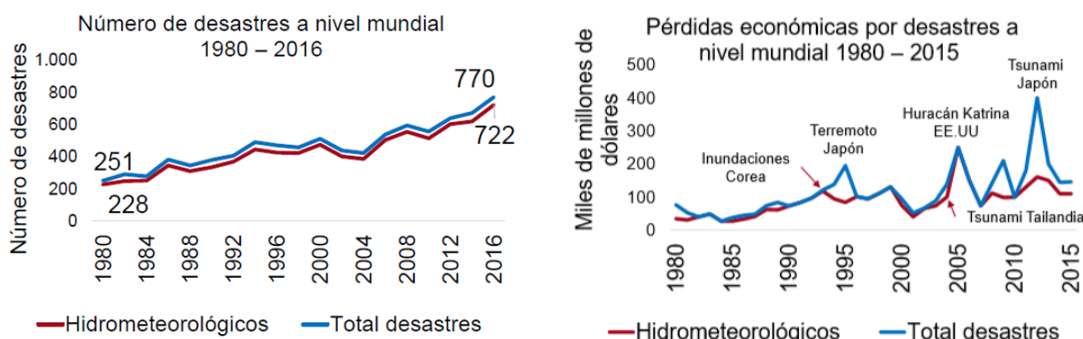 Número de desastres a nivel mundial
1980 – 2016
Número de desastres
1.000
800
600
400
200
0
251
228
770
722
1980
1984
1988
1992
1996
2000
2004
2008
2012
2016
Hidrometeorológicos
Total desastres
Pérdidas económicas por desastres a
nivel mundial 1980 – 2015
Miles de millones de
dólares
500
400
300
200
100
0
Inundaciones
Corea
Terremoto
Japón
Huracán Katrina
EE.UU
Tsunami
Japón
Tsunami Tailandia
1980
1985
1990
1995
2000
2005
2010
2015
Hidrometeorológicos
Total desastres